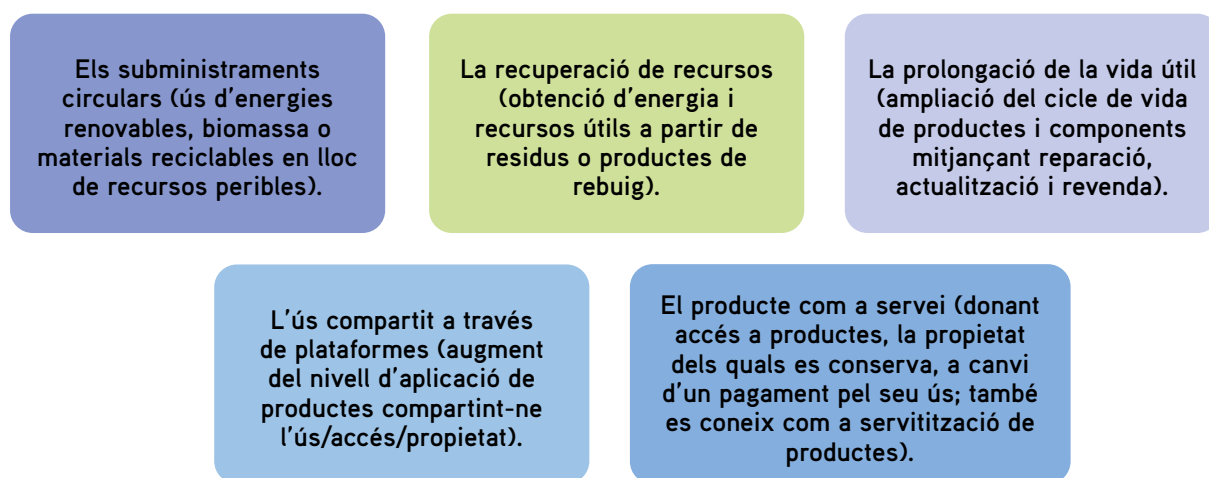 Els subministraments
circulars (ús d'energies
renovables, biomassa o
materials reciclables en lloc
de recursos peribles).
La recuperació de recursos
(obtenció d'energia i
recursos útils a partir de
residus o productes de
rebuig).
La prolongació de la vida útil
(ampliació del cicle de vida
de productes i components
mitjançant reparació,
actualització i revenda).
L'ús compartit a través
de plataformes (augment
del nivell d'aplicació de
productes compartint-ne
l'ús/accés/propietat).
El producte com a servei (donant
accés a productes, la propietat
dels quals es conserva, a canvi
d'un pagament pel seu ús; també
es coneix com a servitització de
productes).